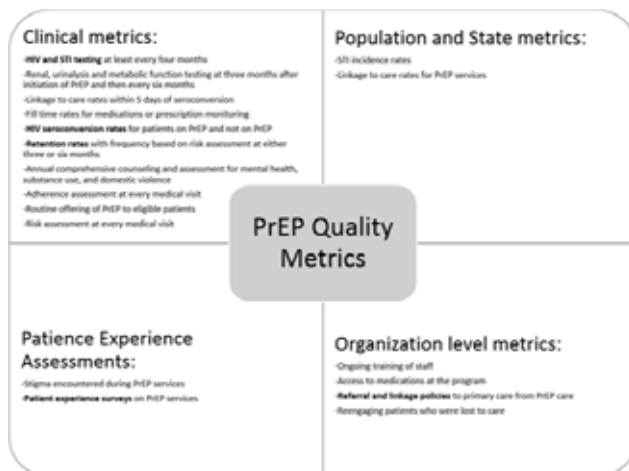 Clinical metrics:
-HIV and STI testing at least every four months
-Renal, urinalysis and metabolic function testing at three months after
initiation of PrEP and then every six months
-Linkage to care rates within 5 days of seroconversion
-Fill time rates for medications or prescription monitoring
-HIV seroconversion rates for patients on PrEP and not on PrEP
-Retention rates with frequency based on risk assessment at either
three or six months
-Annual comprehensive counseling and assessment for mental health,
substance use, and domestic violence
-Adherence assessment at every medical visit
-Routine offering of PrEP to eligible patients
-Risk assessment at every medical visit
Population and State metrics:
-STI incidence rates
-Linkage to care rates for PrEP services
PrEP Quality
Metrics
Patience Experience
Assessments:
-Stigma encountered during PrEP services
-Patient experience surveys on PrEP services
Organization level metrics:
-Ongoing training of staff
-Access to medications at the program
-Referral and linkage policies to primary care from PrEP care
-Reengaging patients who were lost to care